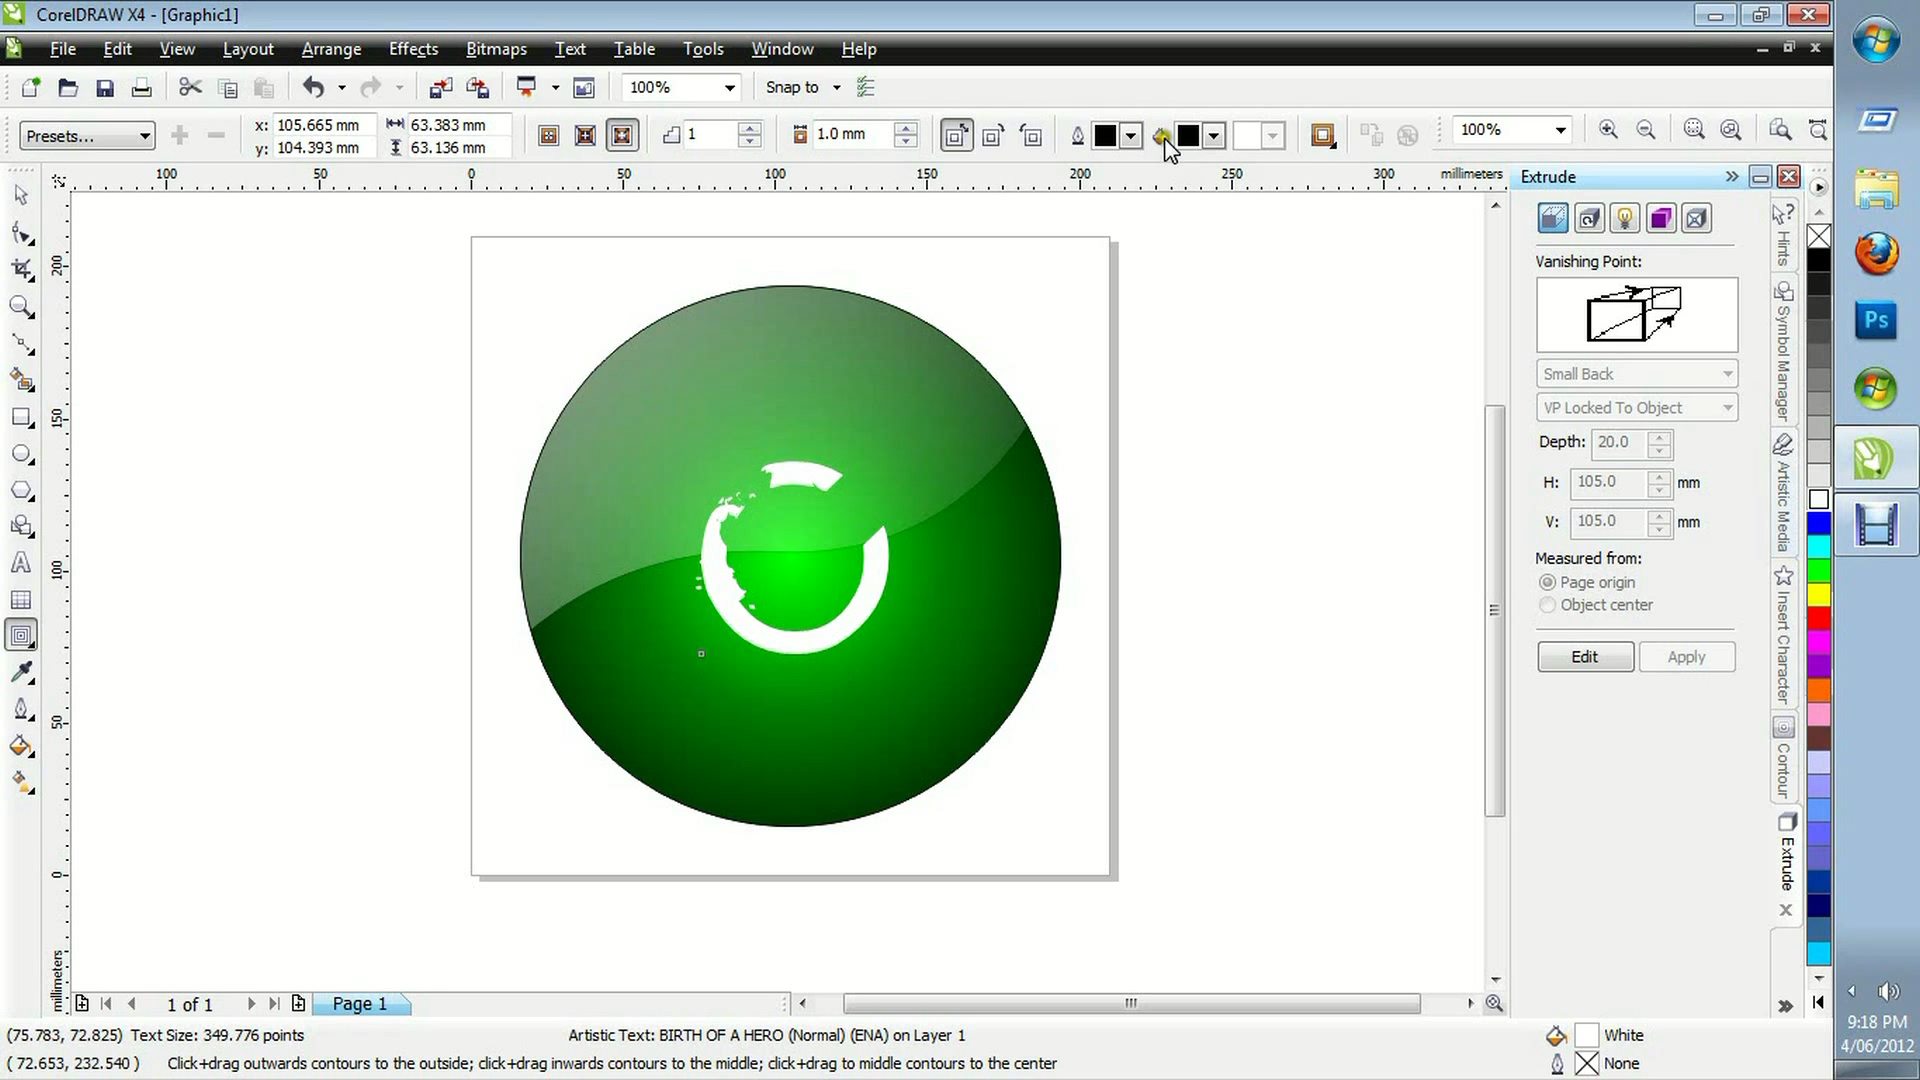 CorelDRAW X4 - [Graphic1]
File Edit View Layout Arrange Effects Bitmaps Text Table Tools Window Help
100% Snap to
Presets... x: 105.665 mm 63.383 mm 1 1.0 mm 100%
y: 104.393 mm 63.136 mm
100 50 0 50 100 150 200 250 300 millimeters
200
150
100
50
0
millimeters
Extrude
Vanishing Point:
Small Back
VP Locked To Object
Depth: 20.0
H: 105.0 mm
V: 105.0 mm
Measured from:
Page origin
Object center
Edit Apply
Hints
Symbol Manager
Artistic Media
Insert Character
Contour
Extrude
Ps
1 of 1 Page 1
(75.783, 72.825) Text Size: 349.776 points Artistic Text: BIRTH OF A HERO (Normal) (ENA) on Layer 1 White
( 72.653, 232.540 ) Click+drag outwards contours to the outside; click+drag inwards contours to the middle; click+drag to middle contours to the center None
9:18 PM
4/06/2012